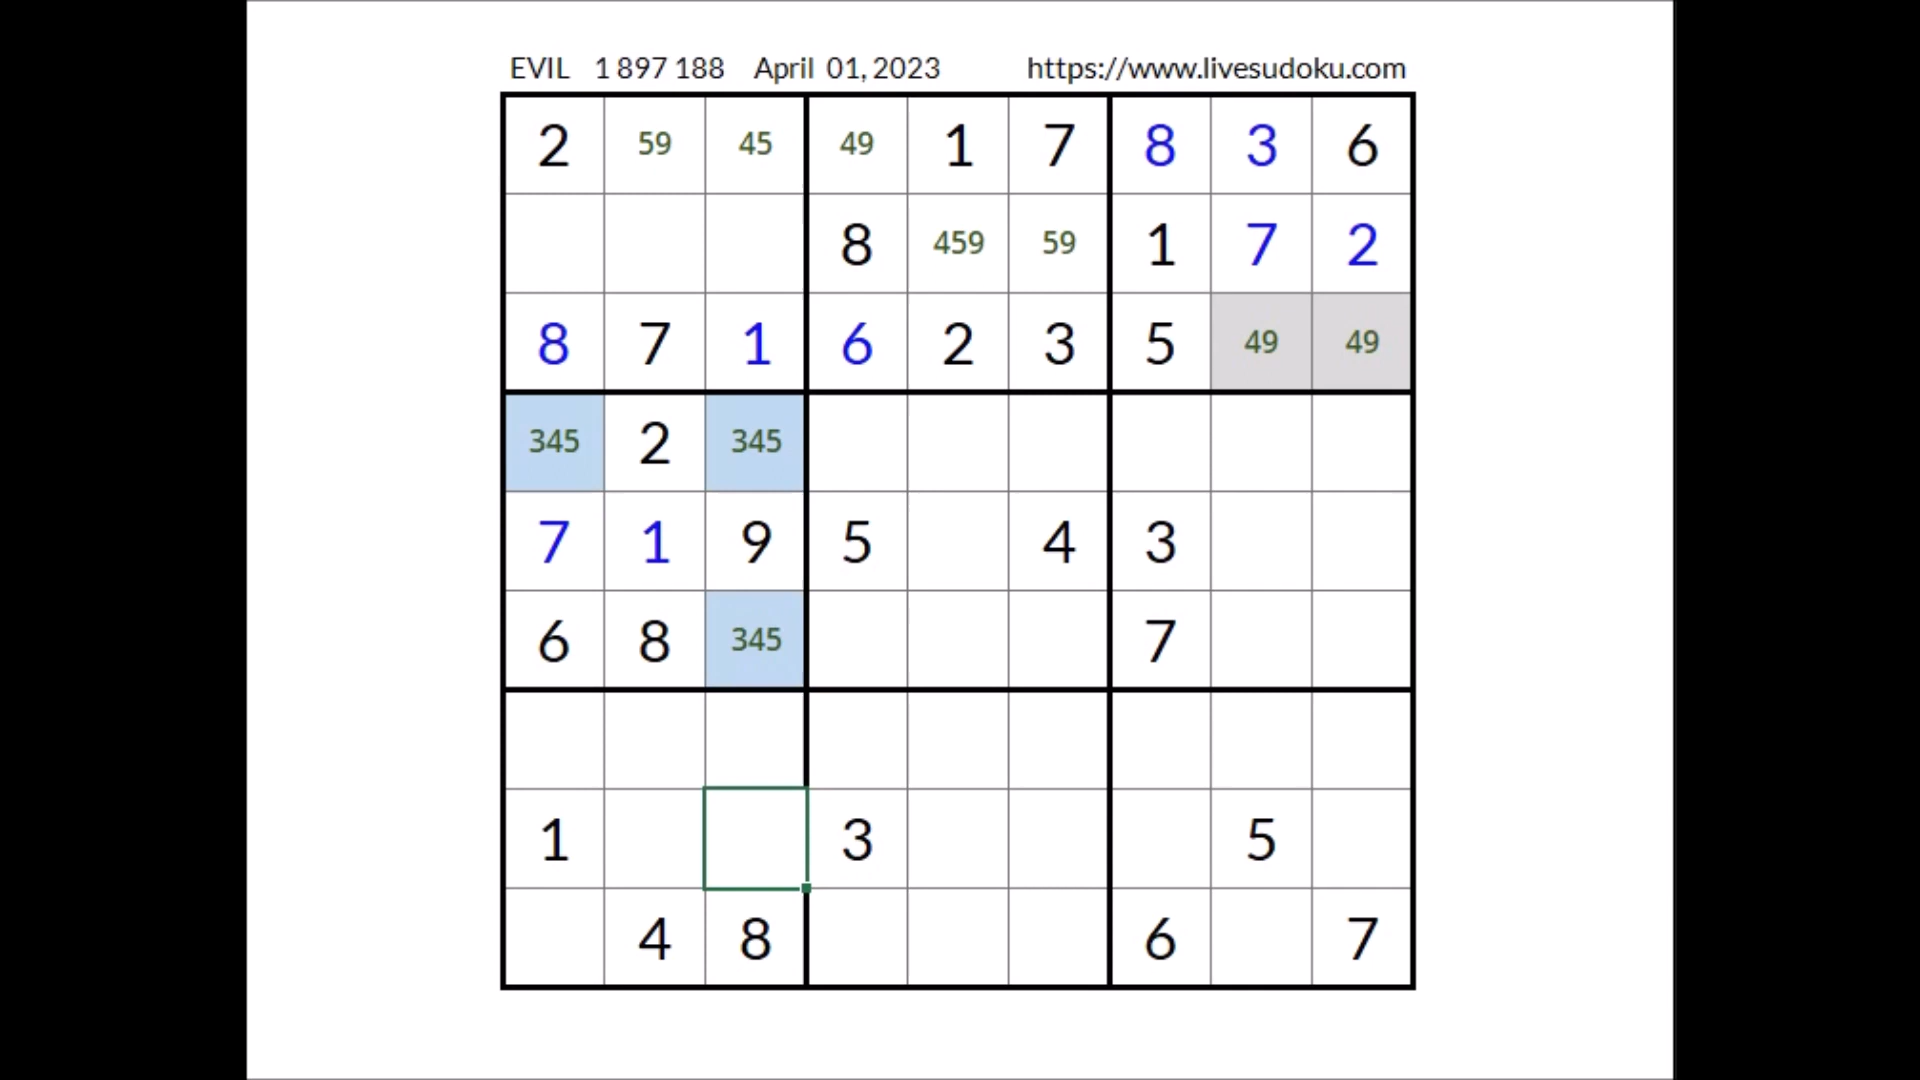 EVIL 1 897 188 April 01, 2023 https://www.livesudoku.com
2 59 45 49 1 7 8 3 6
8 459 59 1 7 2
8 7 1 6 2 3 5 49 49
345 2 345
7 1 9 5 4 3
6 8 345 7
1 3 5
4 8 6 7